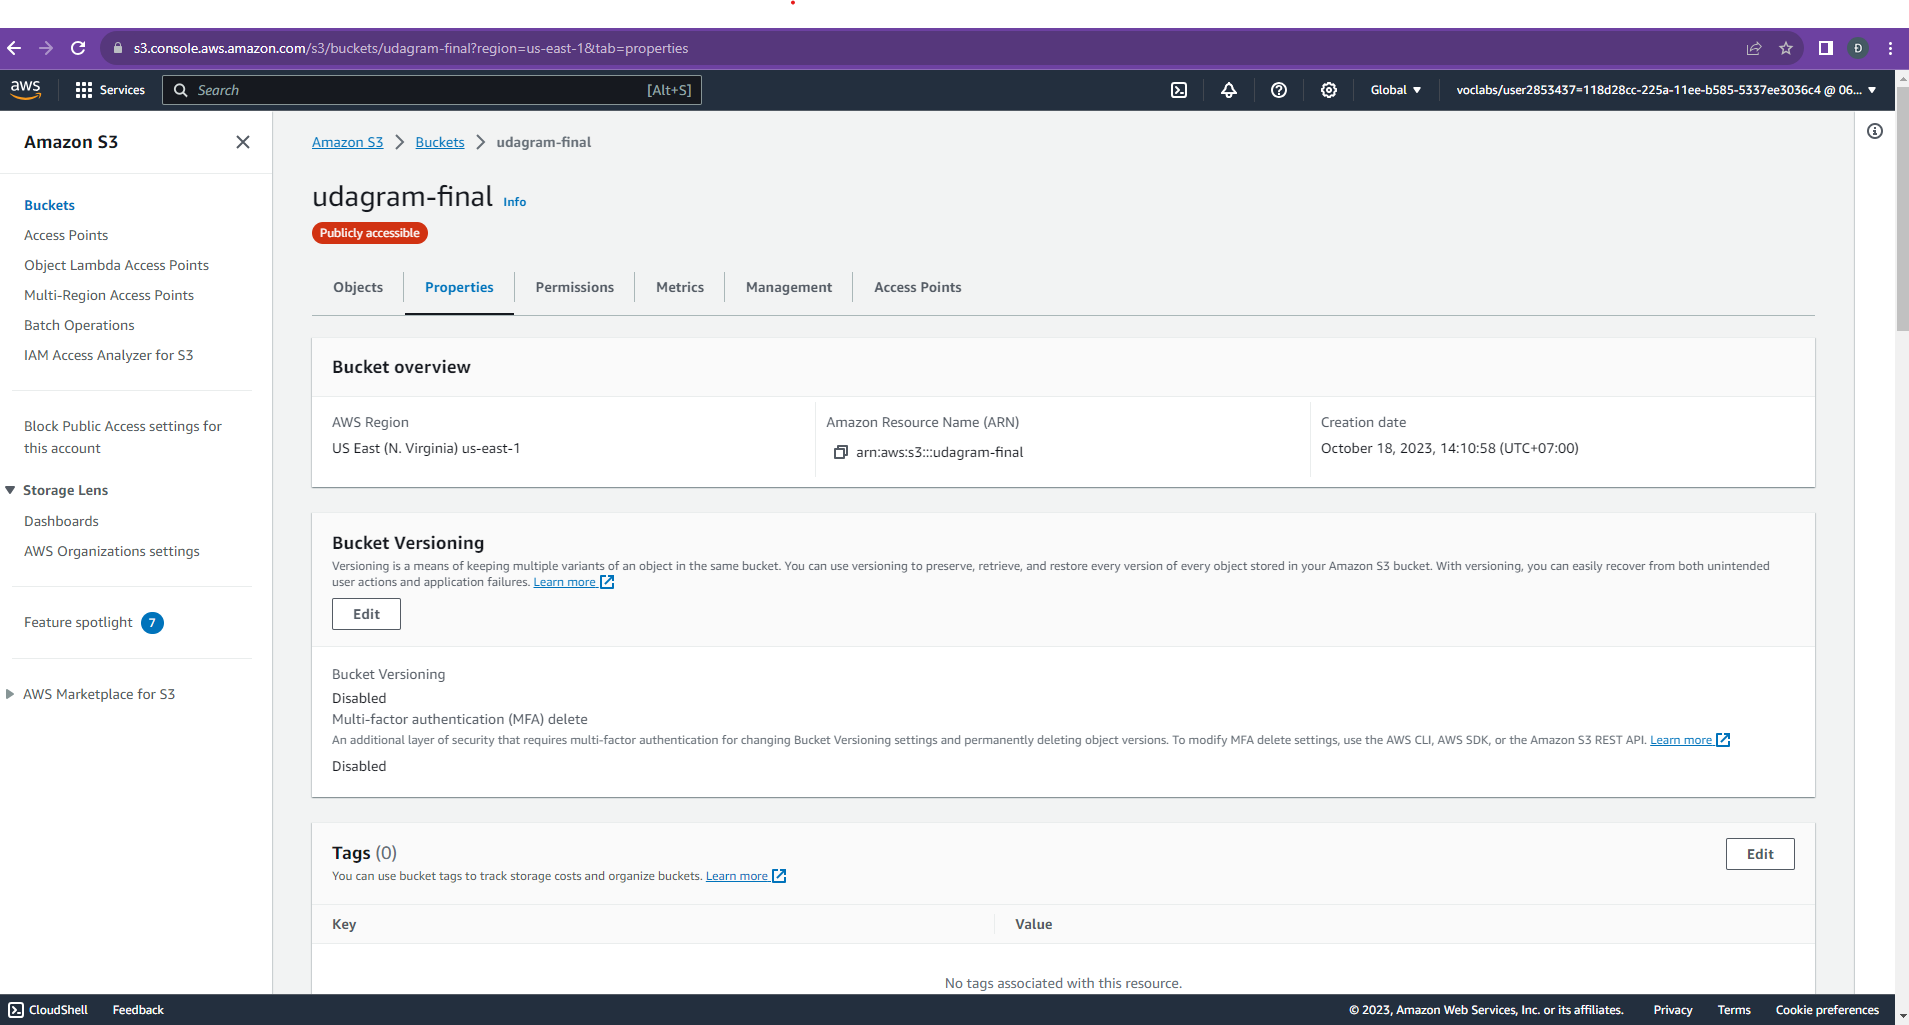 s3.console.aws.amazon.com/s3/buckets/udagram-final?region=us-east-1&tab=properties
Đ
aws
Services
Search
[Alt+S]
Global
voclabs/user2853437=118d28cc-225a-11ee-b585-5337ee3036c4 @ 06...
Amazon S3
Buckets
Access Points
Object Lambda Access Points
Multi-Region Access Points
Batch Operations
IAM Access Analyzer for S3
Block Public Access settings for
this account
Storage Lens
Dashboards
AWS Organizations settings
Feature spotlight 7
AWS Marketplace for S3
Amazon S3 > Buckets > udagram-final
udagram-final Info
Publicly accessible
Objects
Properties
Permissions
Metrics
Management
Access Points
Bucket overview
AWS Region
US East (N. Virginia) us-east-1
Amazon Resource Name (ARN)
arn:aws:s3:::udagram-final
Creation date
October 18, 2023, 14:10:58 (UTC+07:00)
Bucket Versioning
Versioning is a means of keeping multiple variants of an object in the same bucket. You can use versioning to preserve, retrieve, and restore every version of every object stored in your Amazon S3 bucket. With versioning, you can easily recover from both unintended
user actions and application failures. Learn more
Edit
Bucket Versioning
Disabled
Multi-factor authentication (MFA) delete
An additional layer of security that requires multi-factor authentication for changing Bucket Versioning settings and permanently deleting object versions. To modify MFA delete settings, use the AWS CLI, AWS SDK, or the Amazon S3 REST API. Learn more
Disabled
Tags (0)
You can use bucket tags to track storage costs and organize buckets. Learn more
Edit
Key
Value
No tags associated with this resource.
CloudShell
Feedback
© 2023, Amazon Web Services, Inc. or its affiliates.
Privacy
Terms
Cookie preferences